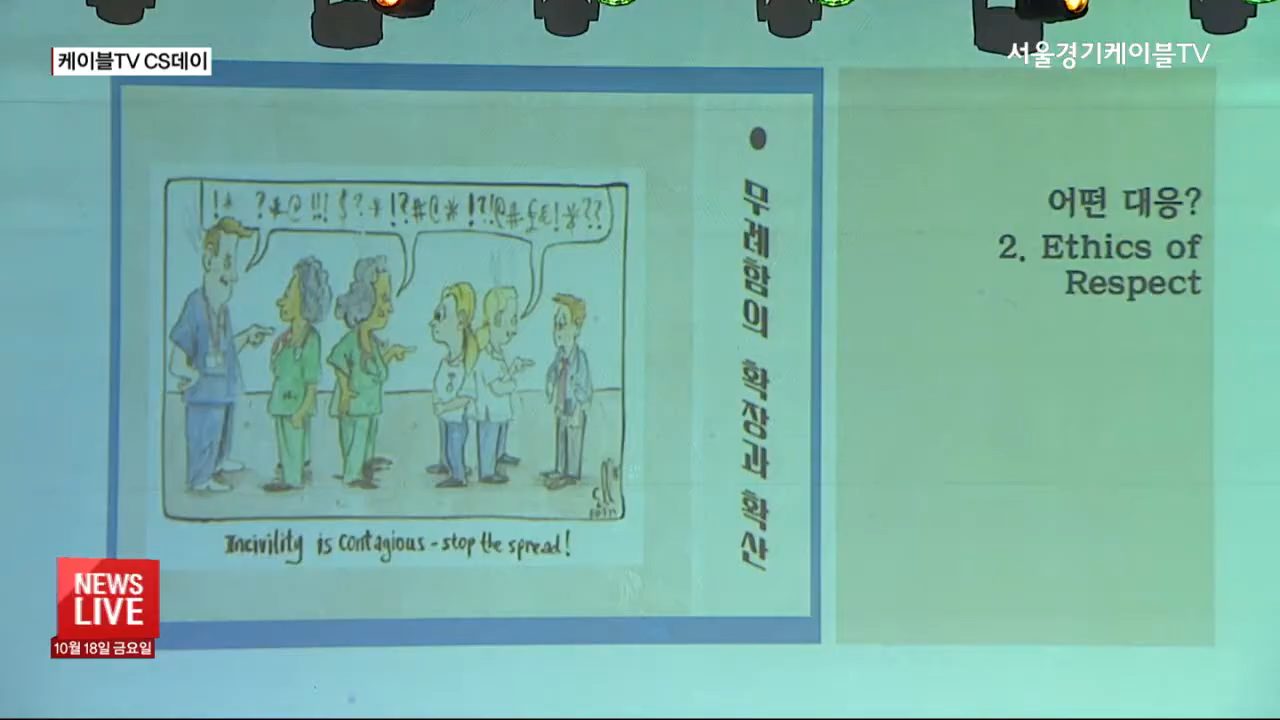 케이블TV CS데이
서울경기케이블TV
!* ?*@ !!! $?* !?#@* !?!@#£€!*??
Incivility is contagious - stop the spread!
● 무례함의 확장과 확산
어떤 대응?
2. Ethics of
Respect
NEWS
LIVE
10월 18일 금요일